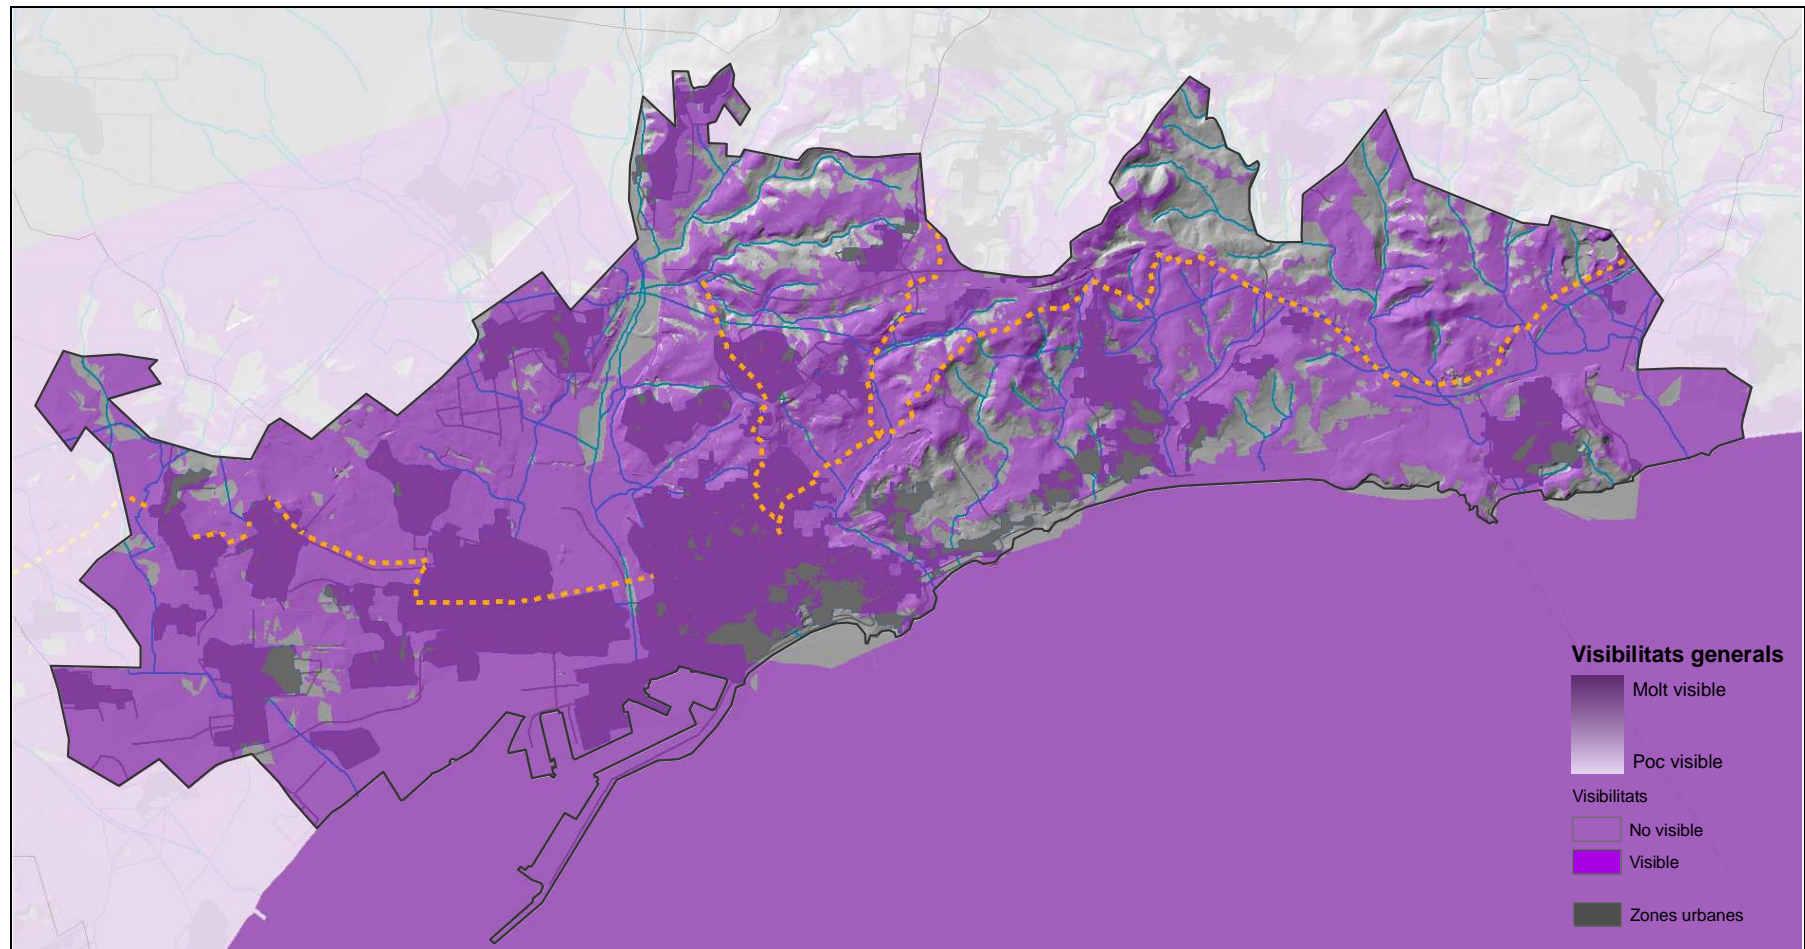 Visibilitats generals
Molt visible
Poc visible
Visibilitats
No visible
Visible
Zones urbanes